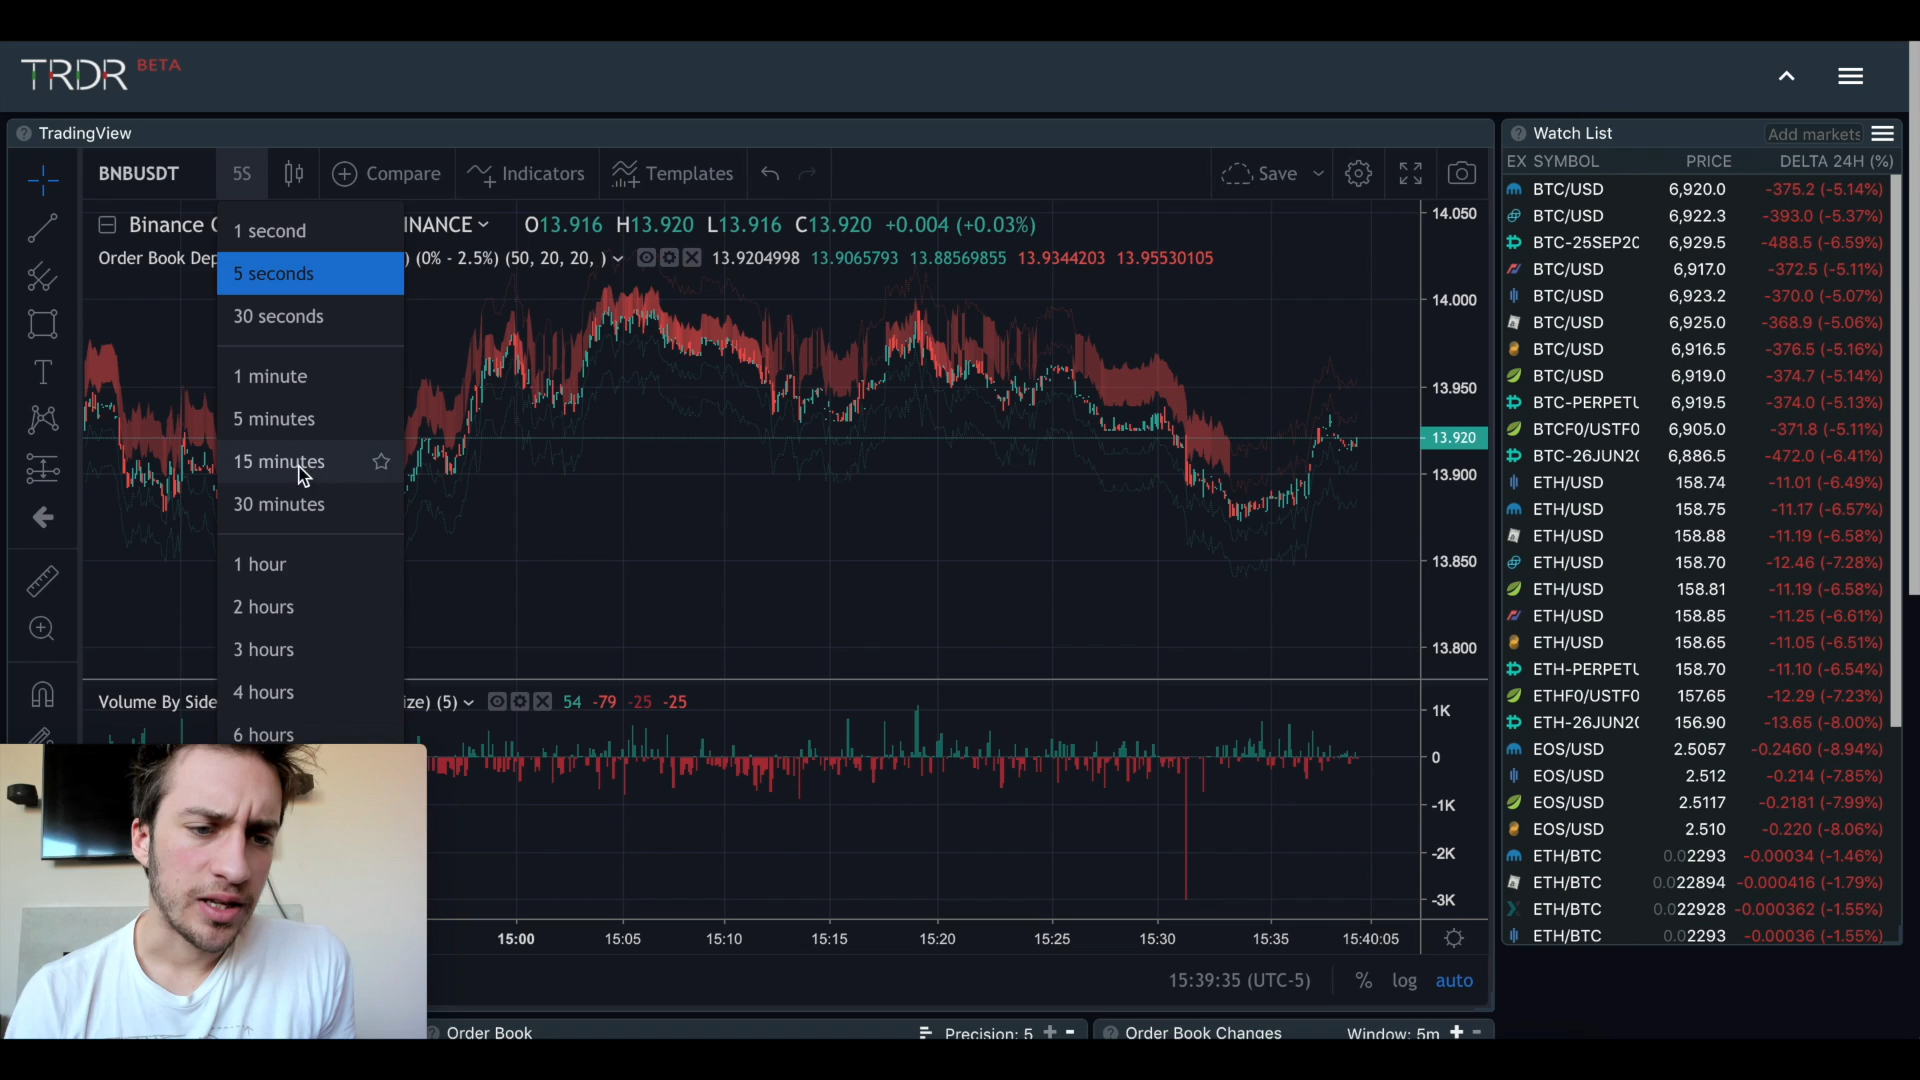 TRDR BETA
TradingView
BNBUSDT 5S Compare Indicators Templates Save
Binance C INANCE O13.916 H13.920 L13.916 C13.920 +0.004 (+0.03%)
Order Book Dep ) (0% - 2.5%) (50, 20, 20, ) 13.9204998 13.9065793 13.88569855 13.9344203 13.95530105
1 second
5 seconds
30 seconds
1 minute
5 minutes
15 minutes
30 minutes
1 hour
2 hours
3 hours
4 hours
6 hours
14.050
14.000
13.950
13.920
13.900
13.850
13.800
Volume By Side ize) (5) 54 -79 -25 -25
1K
0
-1K
-2K
-3K
15:00 15:05 15:10 15:15 15:20 15:25 15:30 15:35 15:40:05
15:39:35 (UTC-5) % log auto
Order Book Precision: 5 + -
Order Book Changes Window: 5m + -
Watch List Add markets
EX SYMBOL PRICE DELTA 24H (%)
BTC/USD 6,920.0 -375.2 (-5.14%)
BTC/USD 6,922.3 -393.0 (-5.37%)
BTC-25SEP20 6,929.5 -488.5 (-6.59%)
BTC/USD 6,917.0 -372.5 (-5.11%)
BTC/USD 6,923.2 -370.0 (-5.07%)
BTC/USD 6,925.0 -368.9 (-5.06%)
BTC/USD 6,916.5 -376.5 (-5.16%)
BTC/USD 6,919.0 -374.7 (-5.14%)
BTC-PERPETU 6,919.5 -374.0 (-5.13%)
BTCF0/USTF0 6,905.0 -371.8 (-5.11%)
BTC-26JUN20 6,886.5 -472.0 (-6.41%)
ETH/USD 158.74 -11.01 (-6.49%)
ETH/USD 158.75 -11.17 (-6.57%)
ETH/USD 158.88 -11.19 (-6.58%)
ETH/USD 158.70 -12.46 (-7.28%)
ETH/USD 158.81 -11.19 (-6.58%)
ETH/USD 158.85 -11.25 (-6.61%)
ETH/USD 158.65 -11.05 (-6.51%)
ETH-PERPETU 158.70 -11.10 (-6.54%)
ETHF0/USTF0 157.65 -12.29 (-7.23%)
ETH-26JUN20 156.90 -13.65 (-8.00%)
EOS/USD 2.5057 -0.2460 (-8.94%)
EOS/USD 2.512 -0.214 (-7.85%)
EOS/USD 2.5117 -0.2181 (-7.99%)
EOS/USD 2.510 -0.220 (-8.06%)
ETH/BTC 0.02293 -0.00034 (-1.46%)
ETH/BTC 0.022894 -0.000416 (-1.79%)
ETH/BTC 0.022928 -0.000362 (-1.55%)
ETH/BTC 0.02293 -0.00036 (-1.55%)